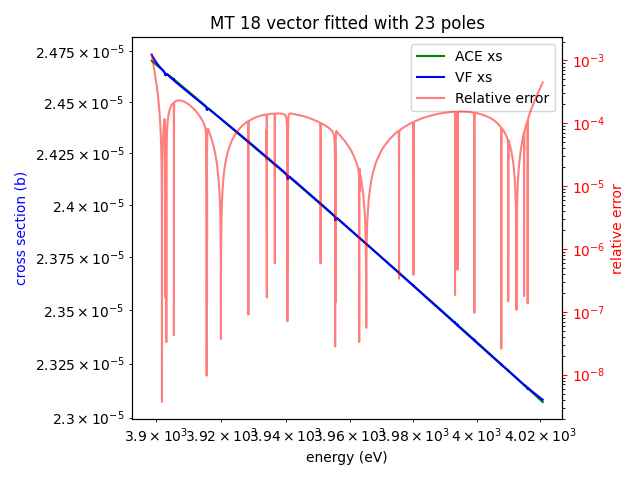 MT 18 vector fitted with 23 poles
ACE xs
VF xs
Relative error
2.475 × 10⁻⁵
2.45 × 10⁻⁵
2.425 × 10⁻⁵
2.4 × 10⁻⁵
2.375 × 10⁻⁵
2.35 × 10⁻⁵
2.325 × 10⁻⁵
2.3 × 10⁻⁵
cross section (b)
10⁻³
10⁻⁴
10⁻⁵
10⁻⁶
10⁻⁷
10⁻⁸
relative error
3.9 × 10³ 3.92 × 10³ 3.94 × 10³ 3.96 × 10³ 3.98 × 10³ 4 × 10³ 4.02 × 10³
energy (eV)